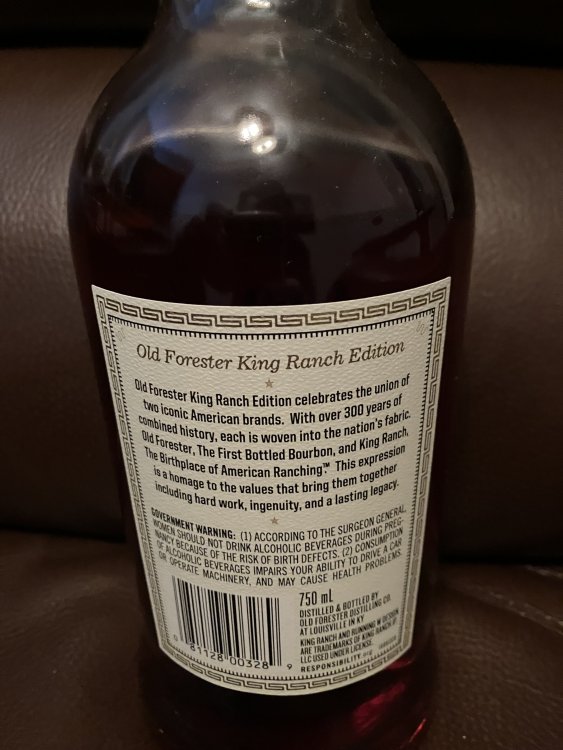 Old Forester King Ranch Edition
Old Forester King Ranch Edition celebrates the union of
two iconic American brands. With over 300 years of
combined history, each is woven into the nation's fabric.
Old Forester, The First Bottled Bourbon, and King Ranch,
The Birthplace of American Ranching.™ This expression
is a homage to the values that bring them together
including hard work, ingenuity, and a lasting legacy.
GOVERNMENT WARNING: (1) ACCORDING TO THE SURGEON GENERAL,
WOMEN SHOULD NOT DRINK ALCOHOLIC BEVERAGES DURING PREG-
NANCY BECAUSE OF THE RISK OF BIRTH DEFECTS. (2) CONSUMPTION
OF ALCOHOLIC BEVERAGES IMPAIRS YOUR ABILITY TO DRIVE A CAR
OR OPERATE MACHINERY, AND MAY CAUSE HEALTH PROBLEMS.
750 mL
DISTILLED & BOTTLED BY
OLD FORESTER DISTILLING CO.
AT LOUISVILLE IN KY
KING RANCH AND RUNNING W DESIGN
ARE TRADEMARKS OF KING RANCH IP,
LLC USED UNDER LICENSE.
RESPONSIBILITY.org
0 81128 00328 9